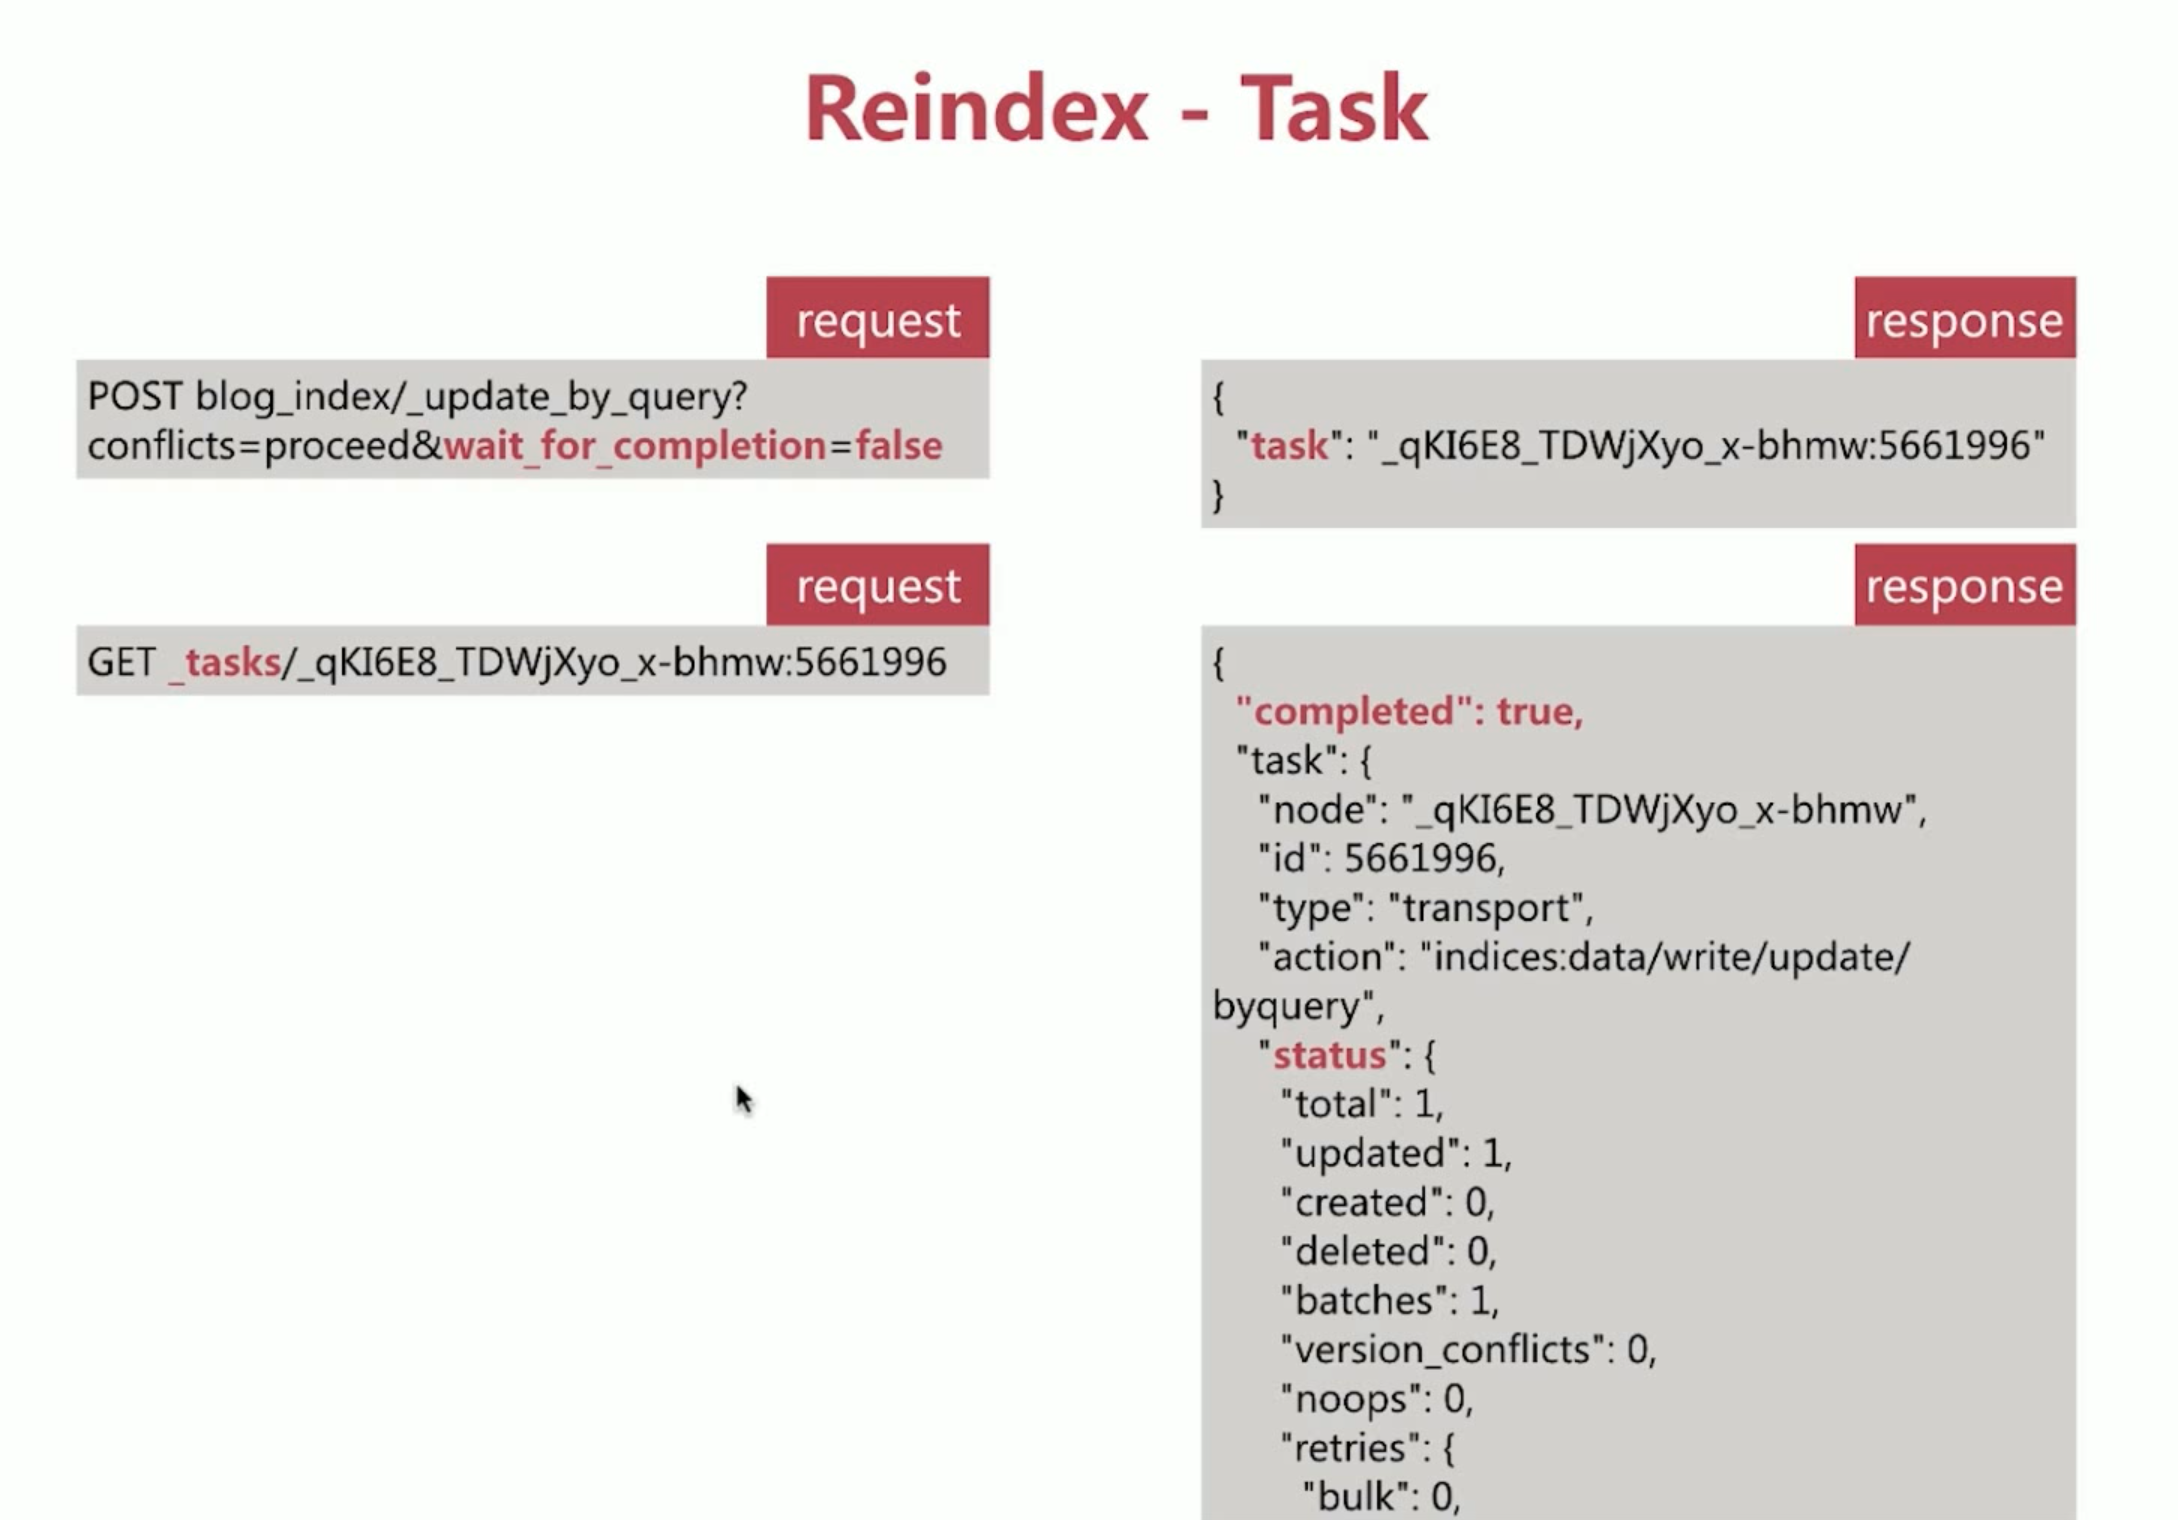 Reindex - Task
request
POST blog_index/_update_by_query?
conflicts=proceed&wait_for_completion=false
response
{
"task": "_qKI6E8_TDWjXyo_x-bhmw:5661996"
}
request
GET _tasks/_qKI6E8_TDWjXyo_x-bhmw:5661996
response
{
"completed": true,
"task": {
"node": "_qKI6E8_TDWjXyo_x-bhmw",
"id": 5661996,
"type": "transport",
"action": "indices:data/write/update/
byquery",
"status": {
"total": 1,
"updated": 1,
"created": 0,
"deleted": 0,
"batches": 1,
"version_conflicts": 0,
"noops": 0,
"retries": {
"bulk": 0,